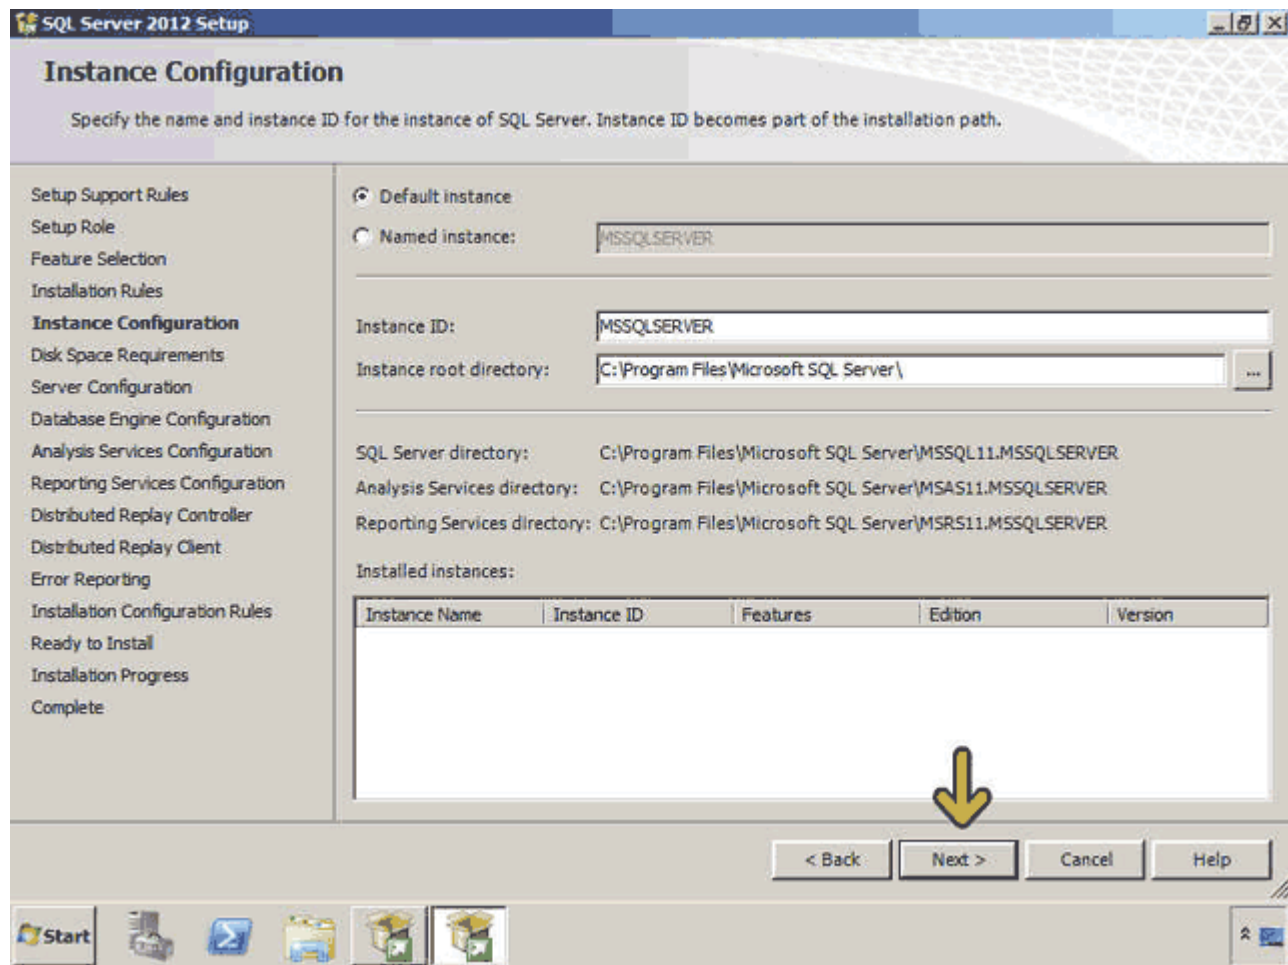 SQL Server 2012 Setup
Instance Configuration
Specify the name and instance ID for the instance of SQL Server. Instance ID becomes part of the installation path.
Setup Support Rules
Setup Role
Feature Selection
Installation Rules
Instance Configuration
Disk Space Requirements
Server Configuration
Database Engine Configuration
Analysis Services Configuration
Reporting Services Configuration
Distributed Replay Controller
Distributed Replay Client
Error Reporting
Installation Configuration Rules
Ready to Install
Installation Progress
Complete
Default instance
Named instance: MSSQLSERVER
Instance ID: MSSQLSERVER
Instance root directory: C:\Program Files\Microsoft SQL Server\ ...
SQL Server directory: C:\Program Files\Microsoft SQL Server\MSSQL11.MSSQLSERVER
Analysis Services directory: C:\Program Files\Microsoft SQL Server\MSAS11.MSSQLSERVER
Reporting Services directory: C:\Program Files\Microsoft SQL Server\MSRS11.MSSQLSERVER
Installed instances:
Instance Name Instance ID Features Edition Version
< Back Next > Cancel Help
Start